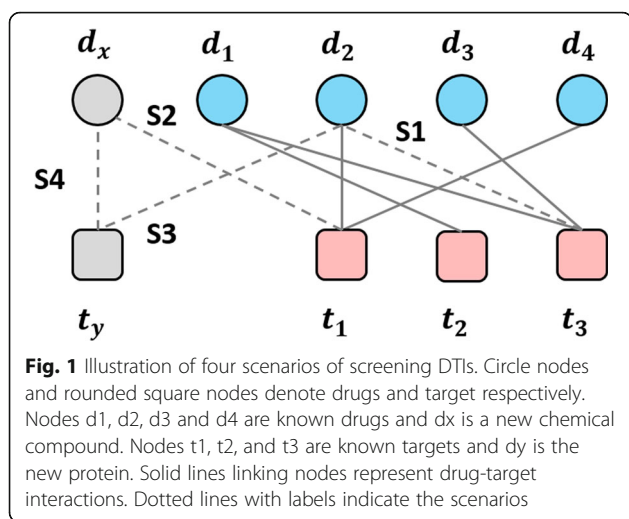 dₓ d₁ d₂ d₃ d₄
S2 S1
S4
S3
t_y t₁ t₂ t₃
Fig. 1 Illustration of four scenarios of screening DTIs. Circle nodes
and rounded square nodes denote drugs and target respectively.
Nodes d1, d2, d3 and d4 are known drugs and dx is a new chemical
compound. Nodes t1, t2, and t3 are known targets and dy is the
new protein. Solid lines linking nodes represent drug-target
interactions. Dotted lines with labels indicate the scenarios